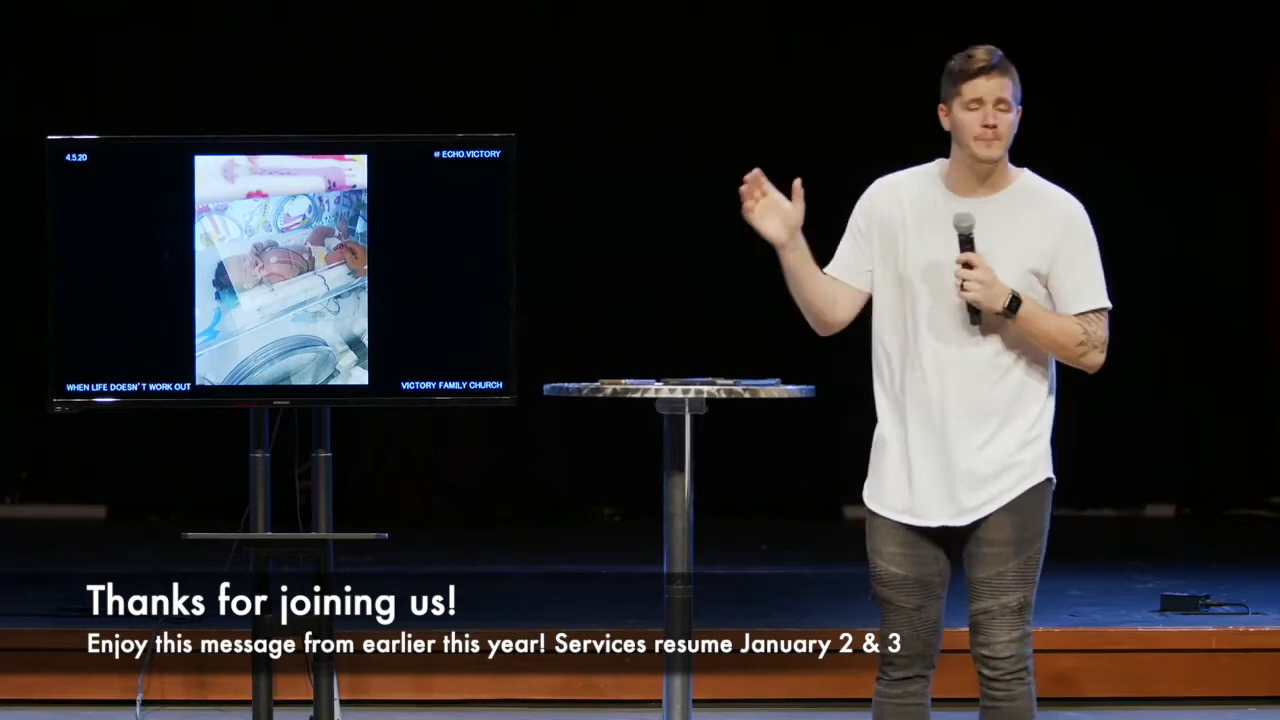 4.5.20
@ ECHO.VICTORY
WHEN LIFE DOESN'T WORK OUT
VICTORY FAMILY CHURCH
Thanks for joining us!
Enjoy this message from earlier this year! Services resume January 2 & 3